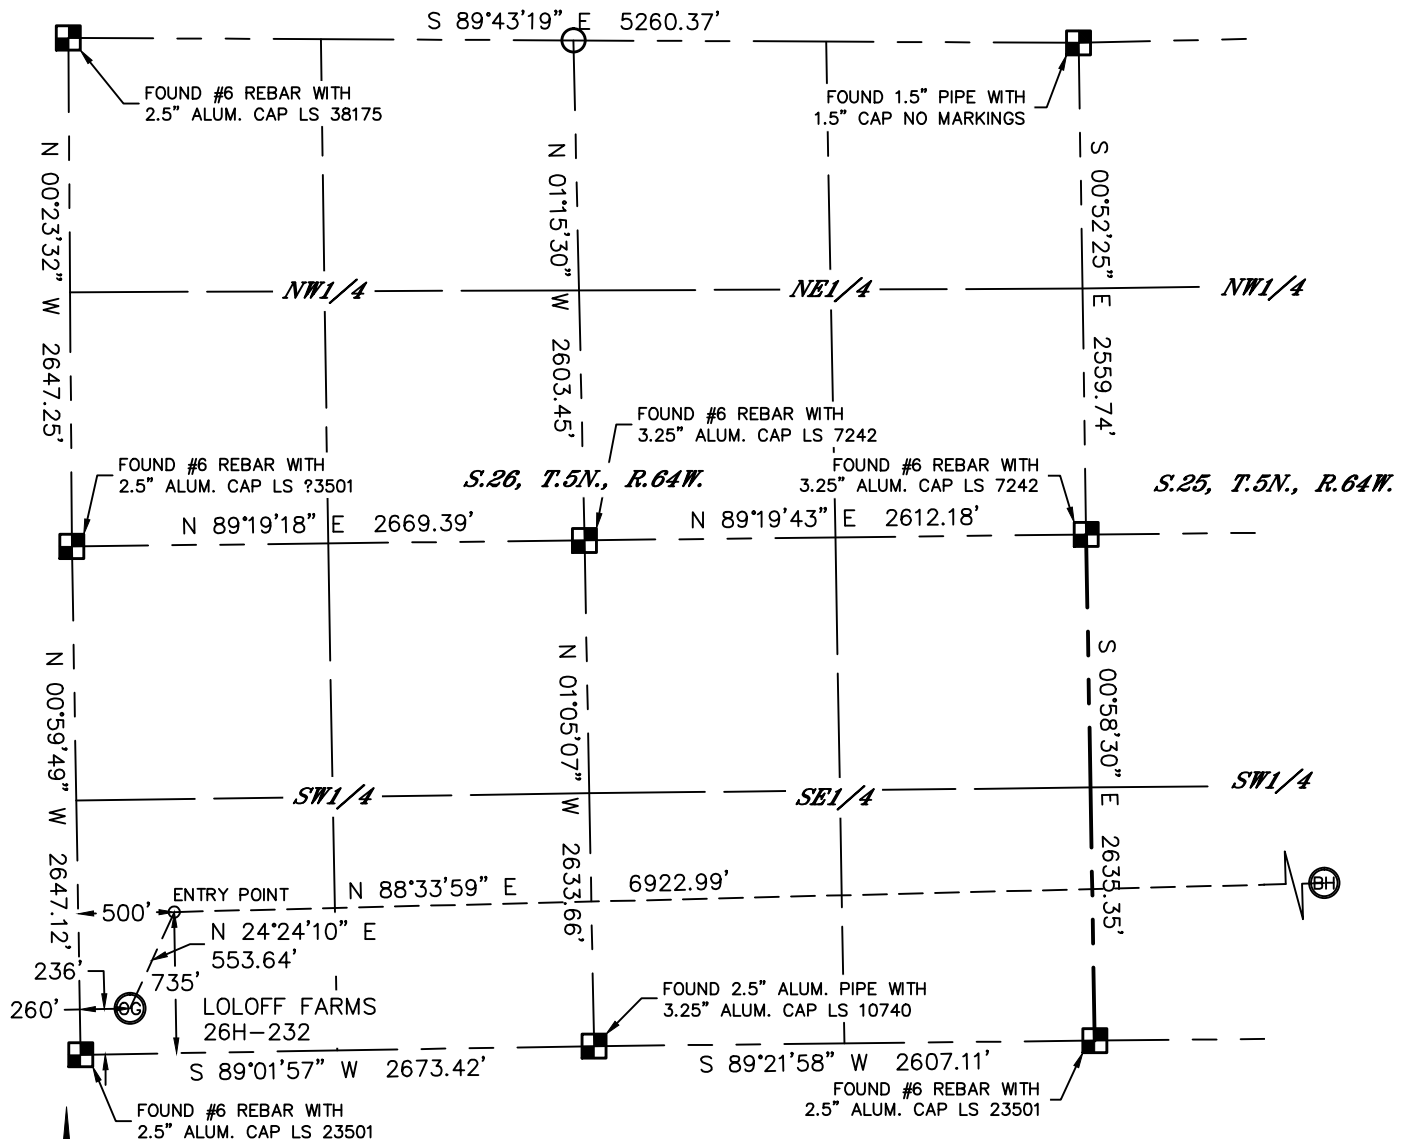 S 89°43'19" E 5260.37'
FOUND #6 REBAR WITH
2.5" ALUM. CAP LS 38175
FOUND 1.5" PIPE WITH
1.5" CAP NO MARKINGS
N 00°23'32" W 2647.25'
N 01°15'30" W 2603.45'
S 00°52'25" E 2559.74'
NW1/4
NE1/4
NW1/4
FOUND #6 REBAR WITH
3.25" ALUM. CAP LS 7242
FOUND #6 REBAR WITH
2.5" ALUM. CAP LS ?3501
S.26, T.5N., R.64W.
FOUND #6 REBAR WITH
3.25" ALUM. CAP LS 7242
S.25, T.5N., R.64W.
N 89°19'18" E 2669.39'
N 89°19'43" E 2612.18'
N 00°59'49" W 2647.12'
N 01°05'07" W 2633.66'
S 00°58'30" E 2635.35'
SW1/4
SE1/4
SW1/4
ENTRY POINT
N 88°33'59" E 6922.99'
BH
500'
N 24°24'10" E
553.64'
236'
735'
260'
OG
LOLOFF FARMS
26H-232
FOUND 2.5" ALUM. PIPE WITH
3.25" ALUM. CAP LS 10740
S 89°01'57" W 2673.42'
S 89°21'58" W 2607.11'
FOUND #6 REBAR WITH
2.5" ALUM. CAP LS 23501
FOUND #6 REBAR WITH
2.5" ALUM. CAP LS 23501